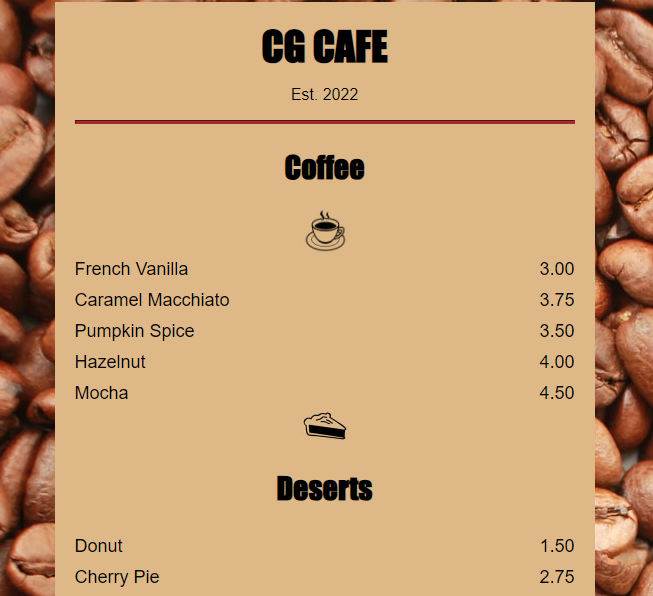 CG CAFE
Est. 2022
Coffee
French Vanilla 3.00
Caramel Macchiato 3.75
Pumpkin Spice 3.50
Hazelnut 4.00
Mocha 4.50
Deserts
Donut 1.50
Cherry Pie 2.75